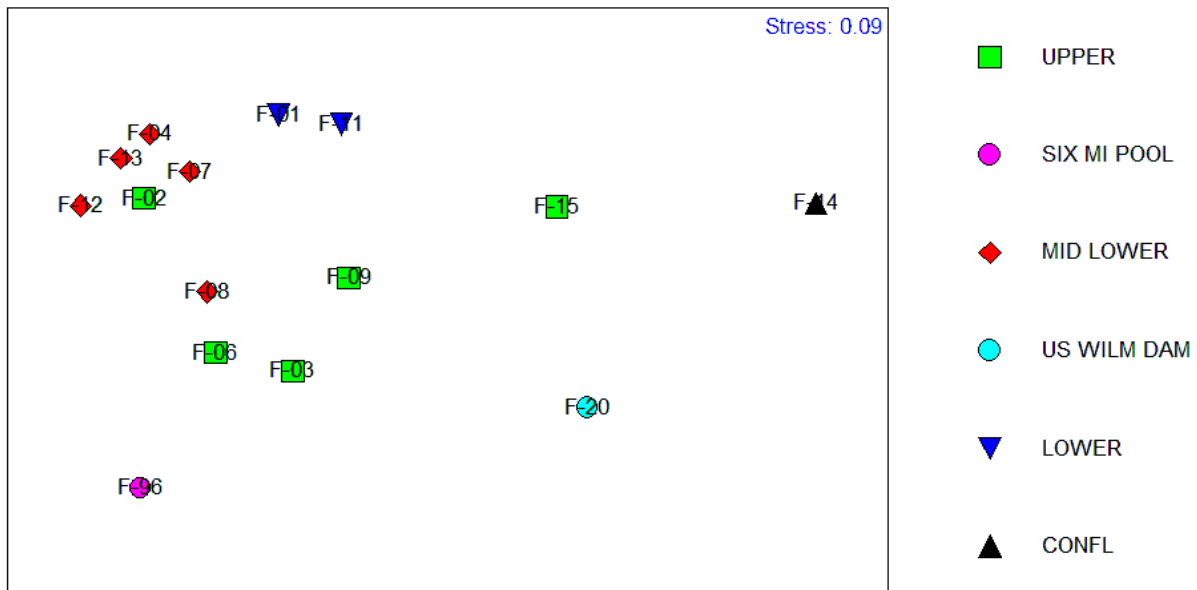 Stress: 0.09
F-01
F-11
F-04
F-13
F-07
F-02
F-12
F-15
F-14
F-09
F-08
F-06
F-03
F-20
F-96
UPPER
SIX MI POOL
MID LOWER
US WILM DAM
LOWER
CONFL